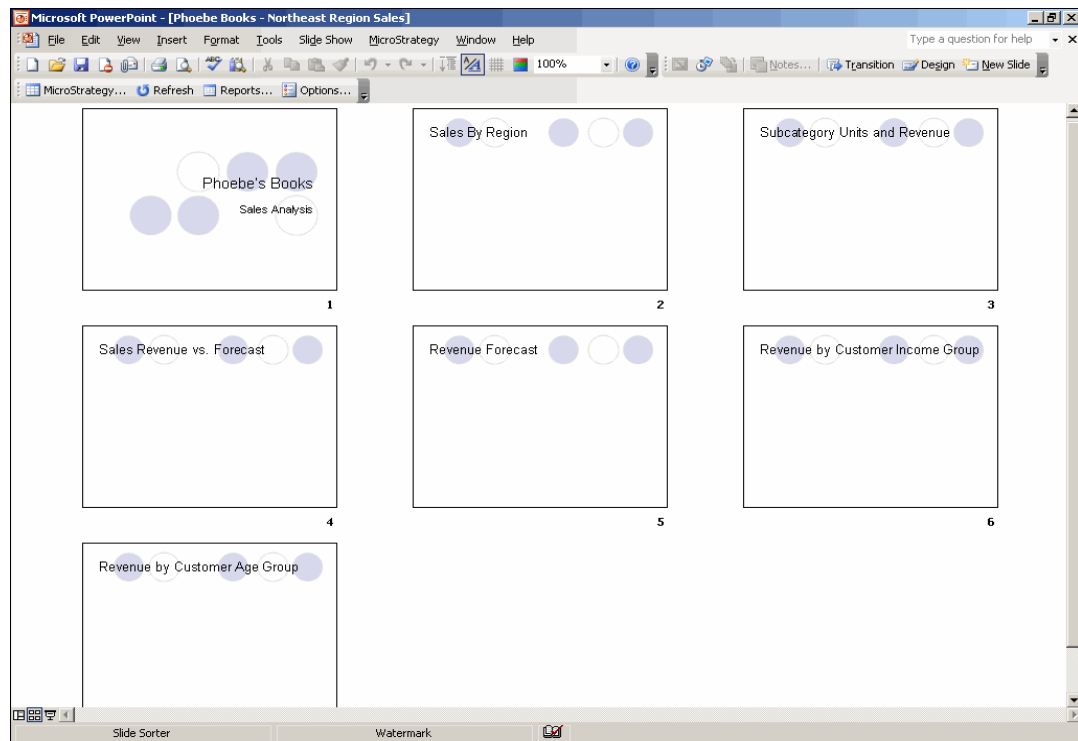 Microsoft PowerPoint - [Phoebe Books - Northeast Region Sales]
File Edit View Insert Format Tools Slide Show MicroStrategy Window Help Type a question for help
100% Notes... Transition Design New Slide
MicroStrategy... Refresh Reports... Options...
Phoebe's Books
Sales Analysis
1
Sales By Region
2
Subcategory Units and Revenue
3
Sales Revenue vs. Forecast
4
Revenue Forecast
5
Revenue by Customer Income Group
6
Revenue by Customer Age Group
Slide Sorter Watermark